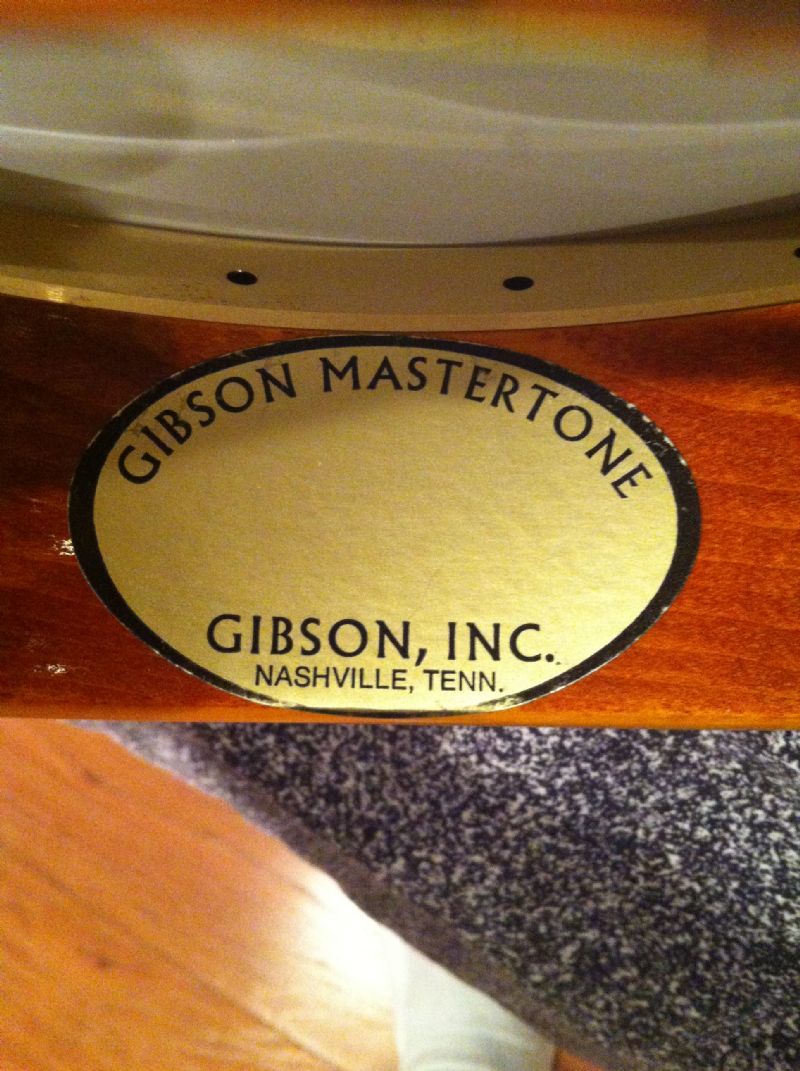 GIBSON MASTERTONE
GIBSON, INC.
NASHVILLE, TENN.